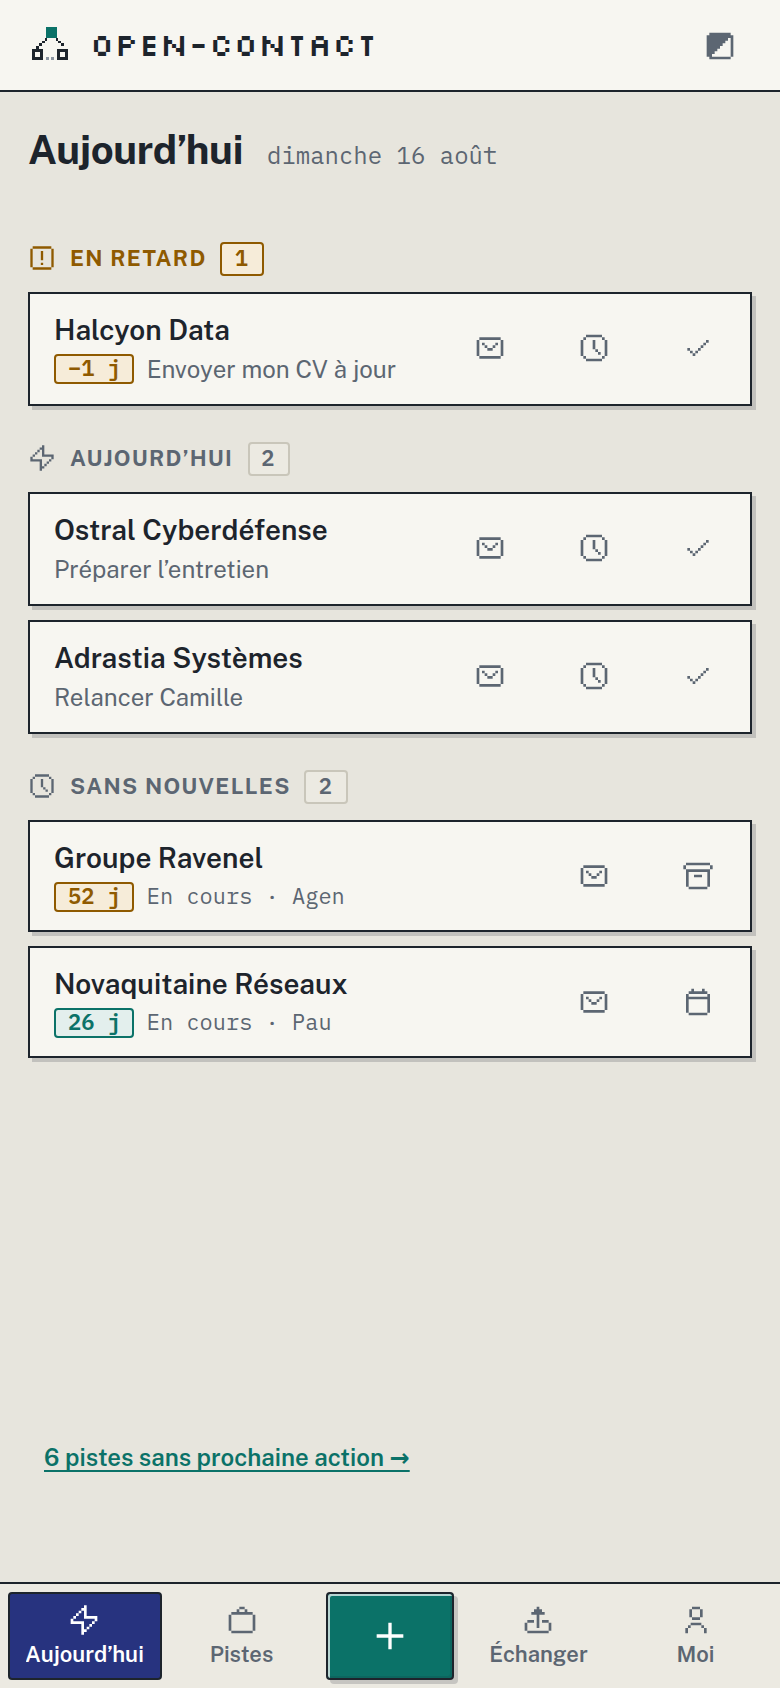 OPEN-CONTACT
Aujourd’hui dimanche 16 août
EN RETARD 1
Halcyon Data
−1 j Envoyer mon CV à jour
AUJOURD’HUI 2
Ostral Cyberdéfense
Préparer l’entretien
Adrastia Systèmes
Relancer Camille
SANS NOUVELLES 2
Groupe Ravenel
52 j En cours · Agen
Novaquitaine Réseaux
26 j En cours · Pau
6 pistes sans prochaine action →
Aujourd’hui Pistes + Échanger Moi